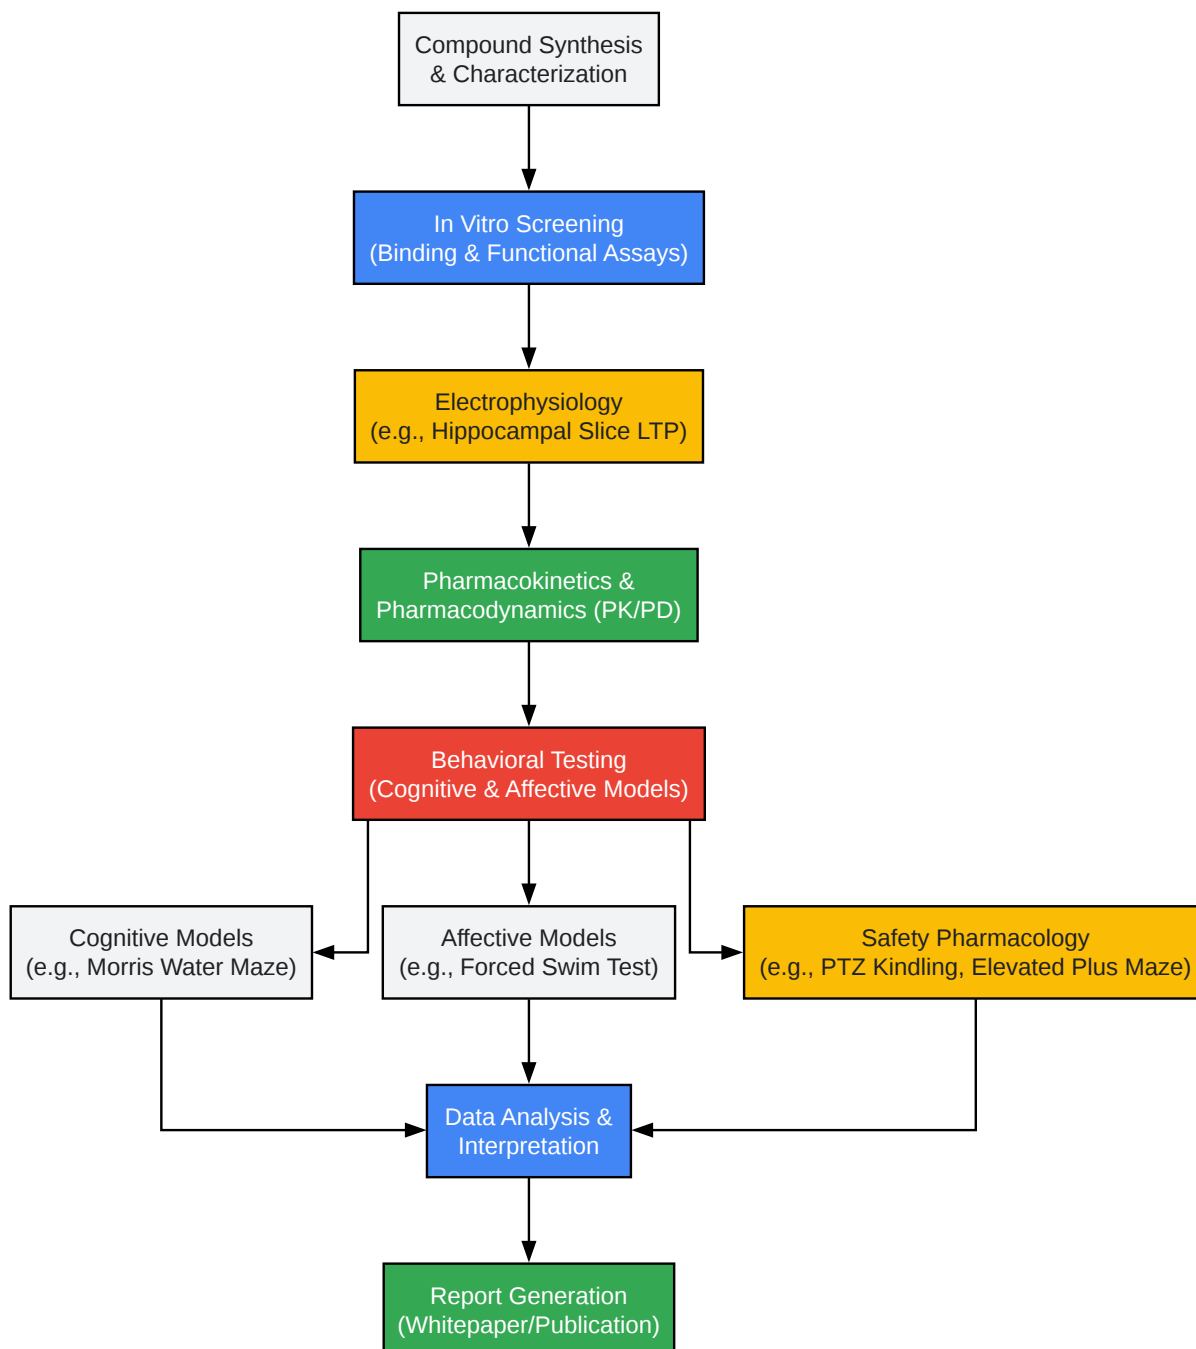 Compound Synthesis
& Characterization
In Vitro Screening
(Binding & Functional Assays)
Electrophysiology
(e.g., Hippocampal Slice LTP)
Pharmacokinetics &
Pharmacodynamics (PK/PD)
Behavioral Testing
(Cognitive & Affective Models)
Cognitive Models
(e.g., Morris Water Maze)
Affective Models
(e.g., Forced Swim Test)
Safety Pharmacology
(e.g., PTZ Kindling, Elevated Plus Maze)
Data Analysis &
Interpretation
Report Generation
(Whitepaper/Publication)